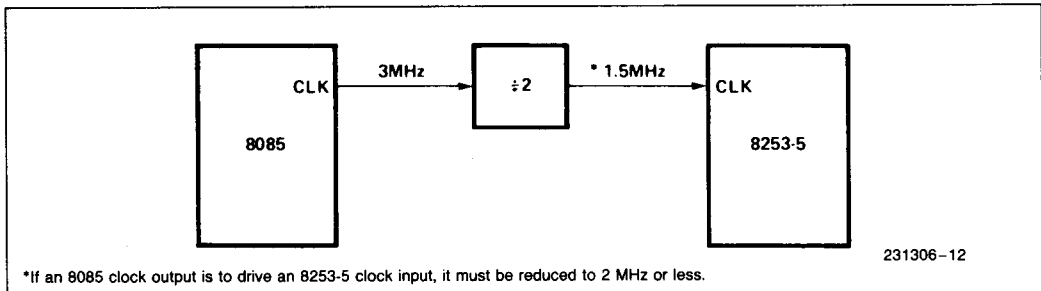 3MHz
* 1.5MHz
CLK
÷2
CLK
8085
8253-5
231306–12
*If an 8085 clock output is to drive an 8253-5 clock input, it must be reduced to 2 MHz or less.